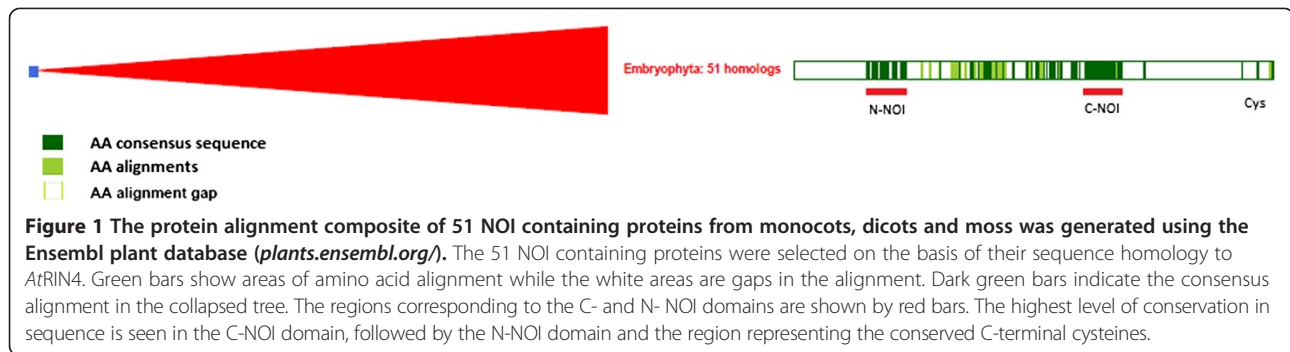 Embryophyta: 51 homologs
N-NOI
C-NOI
Cys
AA consensus sequence
AA alignments
AA alignment gap
Figure 1 The protein alignment composite of 51 NOI containing proteins from monocots, dicots and moss was generated using the
Ensembl plant database (plants.ensembl.org/). The 51 NOI containing proteins were selected on the basis of their sequence homology to
AtRIN4. Green bars show areas of amino acid alignment while the white areas are gaps in the alignment. Dark green bars indicate the consensus
alignment in the collapsed tree. The regions corresponding to the C- and N- NOI domains are shown by red bars. The highest level of conservation in
sequence is seen in the C-NOI domain, followed by the N-NOI domain and the region representing the conserved C-terminal cysteines.